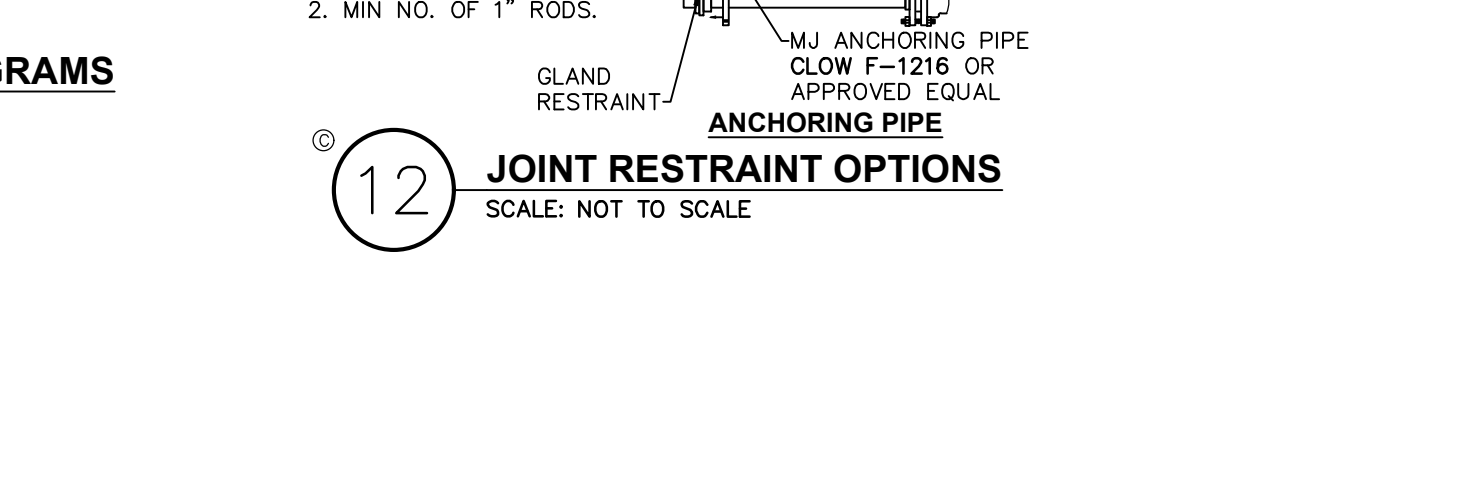 2. MIN NO. OF 1" RODS.
GRAMS
GLAND
RESTRAINT
MJ ANCHORING PIPE
CLOW F-1216 OR
APPROVED EQUAL
ANCHORING PIPE
©
12
JOINT RESTRAINT OPTIONS
SCALE: NOT TO SCALE